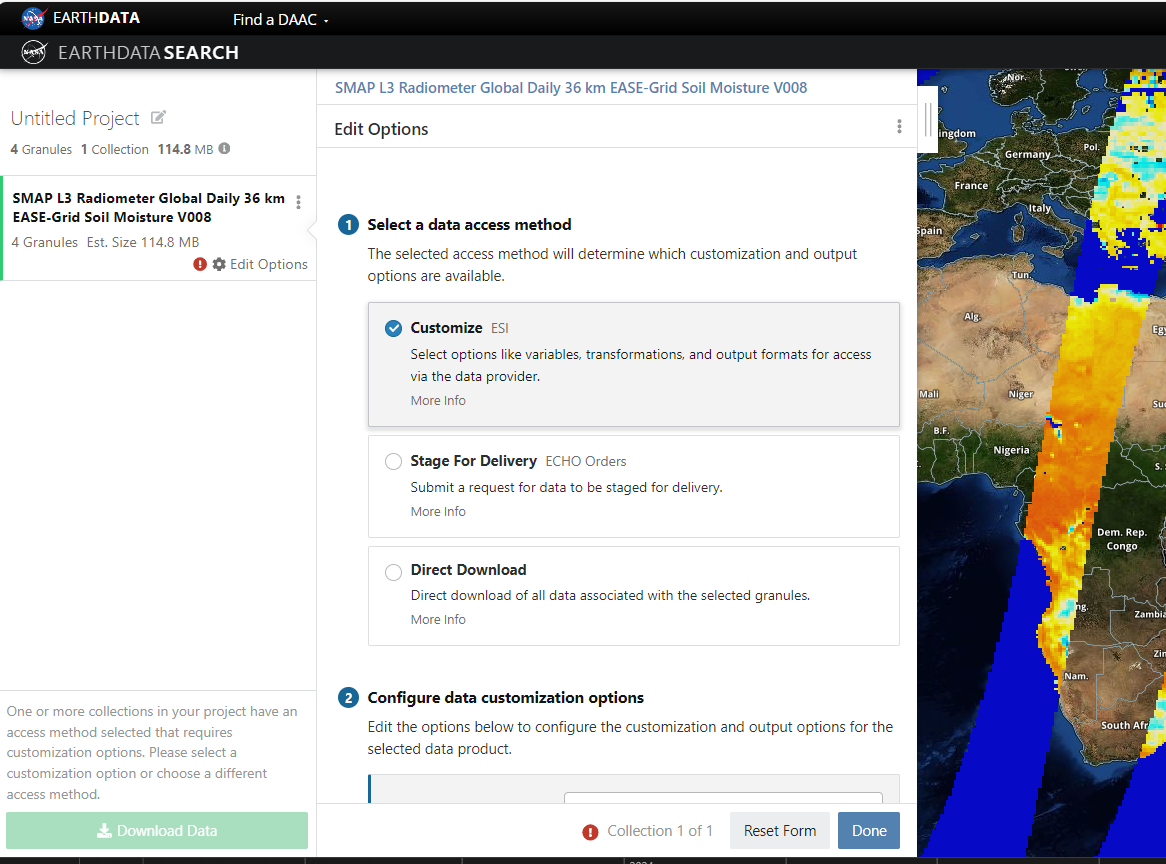 EARTHDATA
Find a DAAC
EARTHDATA SEARCH
Untitled Project
4 Granules 1 Collection 114.8 MB
SMAP L3 Radiometer Global Daily 36 km
EASE-Grid Soil Moisture V008
4 Granules Est. Size 114.8 MB
Edit Options
One or more collections in your project have an
access method selected that requires
customization options. Please select a
customization option or choose a different
access method.
Download Data
SMAP L3 Radiometer Global Daily 36 km EASE-Grid Soil Moisture V008
Edit Options
1 Select a data access method
The selected access method will determine which customization and output
options are available.
Customize ESI
Select options like variables, transformations, and output formats for access
via the data provider.
More Info
Stage For Delivery ECHO Orders
Submit a request for data to be staged for delivery.
More Info
Direct Download
Direct download of all data associated with the selected granules.
More Info
2 Configure data customization options
Edit the options below to configure the customization and output options for the
selected data product.
Collection 1 of 1
Reset Form
Done
Nor.
ingdom
Germany
Pol.
France
Italy
Spain
Tun.
Alg.
Egy
Mali
Niger
Su
B.F.
Nigeria
S.
Dem. Rep.
Congo
ng.
Zambia
Zin
Nam.
South Afr